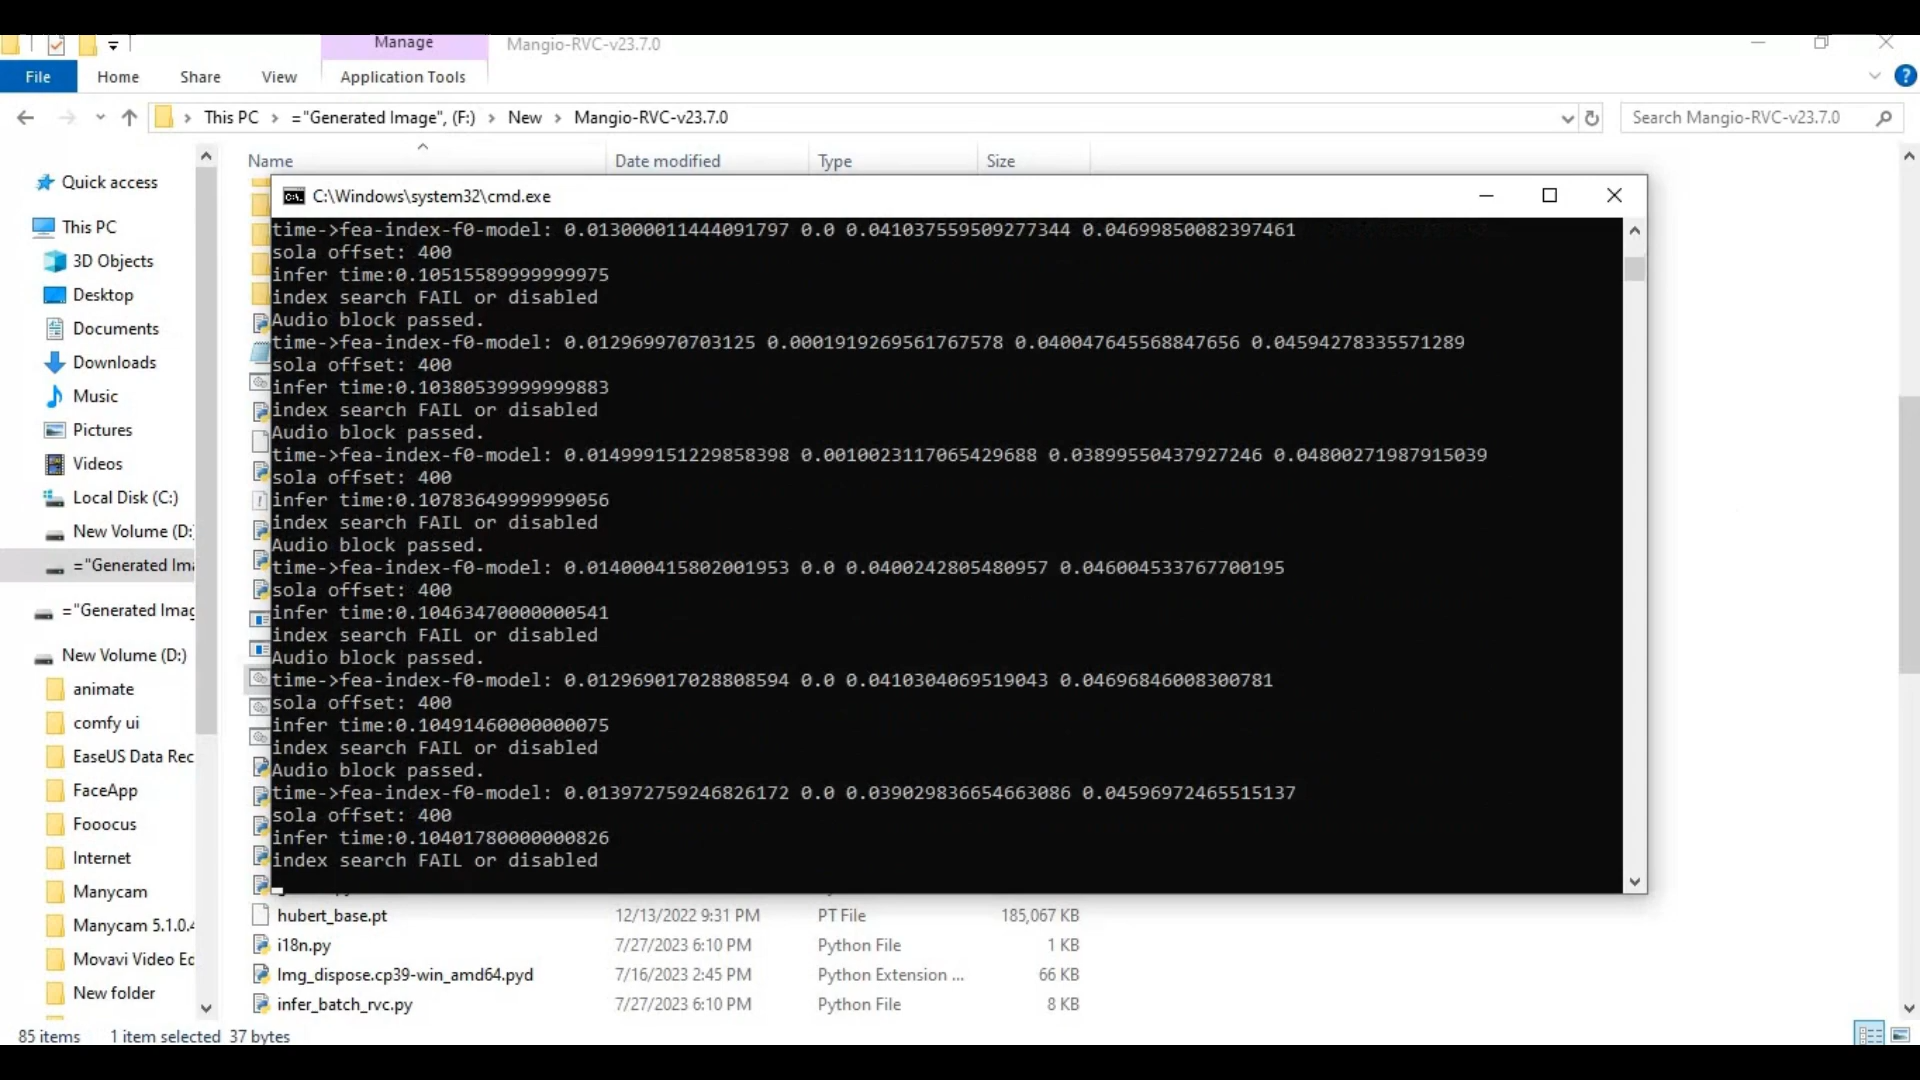 Manage
Mangio-RVC-v23.7.0
File
Home
Share
View
Application Tools
This PC
="Generated Image", (F:)
New
Mangio-RVC-v23.7.0
Search Mangio-RVC-v23.7.0
Name
Date modified
Type
Size
Quick access
This PC
3D Objects
Desktop
Documents
Downloads
Music
Pictures
Videos
Local Disk (C:)
New Volume (D:
="Generated Ima
="Generated Imag
New Volume (D:)
animate
comfy ui
EaseUS Data Rec
FaceApp
Fooocus
Internet
Manycam
Manycam 5.1.0.4
Movavi Video Ed
New folder
C:\Windows\system32\cmd.exe
time->fea-index-f0-model: 0.013000011444091797 0.0 0.041037559509277344 0.04699850082397461
sola offset: 400
infer time:0.10515589999999975
index search FAIL or disabled
Audio block passed.
time->fea-index-f0-model: 0.012969970703125 0.0001919269561767578 0.040047645568847656 0.04594278335571289
sola offset: 400
infer time:0.10380539999999883
index search FAIL or disabled
Audio block passed.
time->fea-index-f0-model: 0.014999151229858398 0.0010023117065429688 0.03899550437927246 0.04800271987915039
sola offset: 400
infer time:0.10783649999999056
index search FAIL or disabled
Audio block passed.
time->fea-index-f0-model: 0.014000415802001953 0.0 0.0400242805480957 0.046004533767700195
sola offset: 400
infer time:0.10463470000000541
index search FAIL or disabled
Audio block passed.
time->fea-index-f0-model: 0.012969017028808594 0.0 0.0410304069519043 0.04696846008300781
sola offset: 400
infer time:0.10491460000000075
index search FAIL or disabled
Audio block passed.
time->fea-index-f0-model: 0.013972759246826172 0.0 0.039029836654663086 0.04596972465515137
sola offset: 400
infer time:0.10401780000000826
index search FAIL or disabled
hubert_base.pt 12/13/2022 9:31 PM PT File 185,067 KB
i18n.py 7/27/2023 6:10 PM Python File 1 KB
lmg_dispose.cp39-win_amd64.pyd 7/16/2023 2:45 PM Python Extension ... 66 KB
infer_batch_rvc.py 7/27/2023 6:10 PM Python File 8 KB
85 items 1 item selected 37 bytes